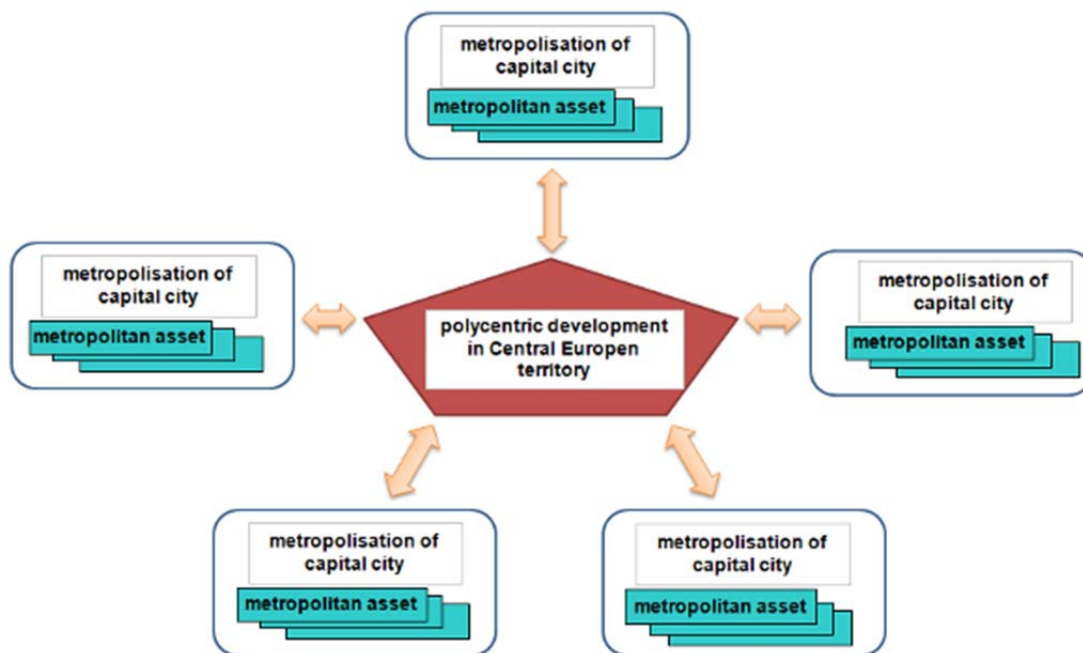 metropolisation of
capital city
metropolitan asset
metropolisation of
capital city
metropolitan asset
polycentric development
in Central Europen
territory
metropolisation of
capital city
metropolitan asset
metropolisation of
capital city
metropolitan asset
metropolisation of
capital city
metropolitan asset